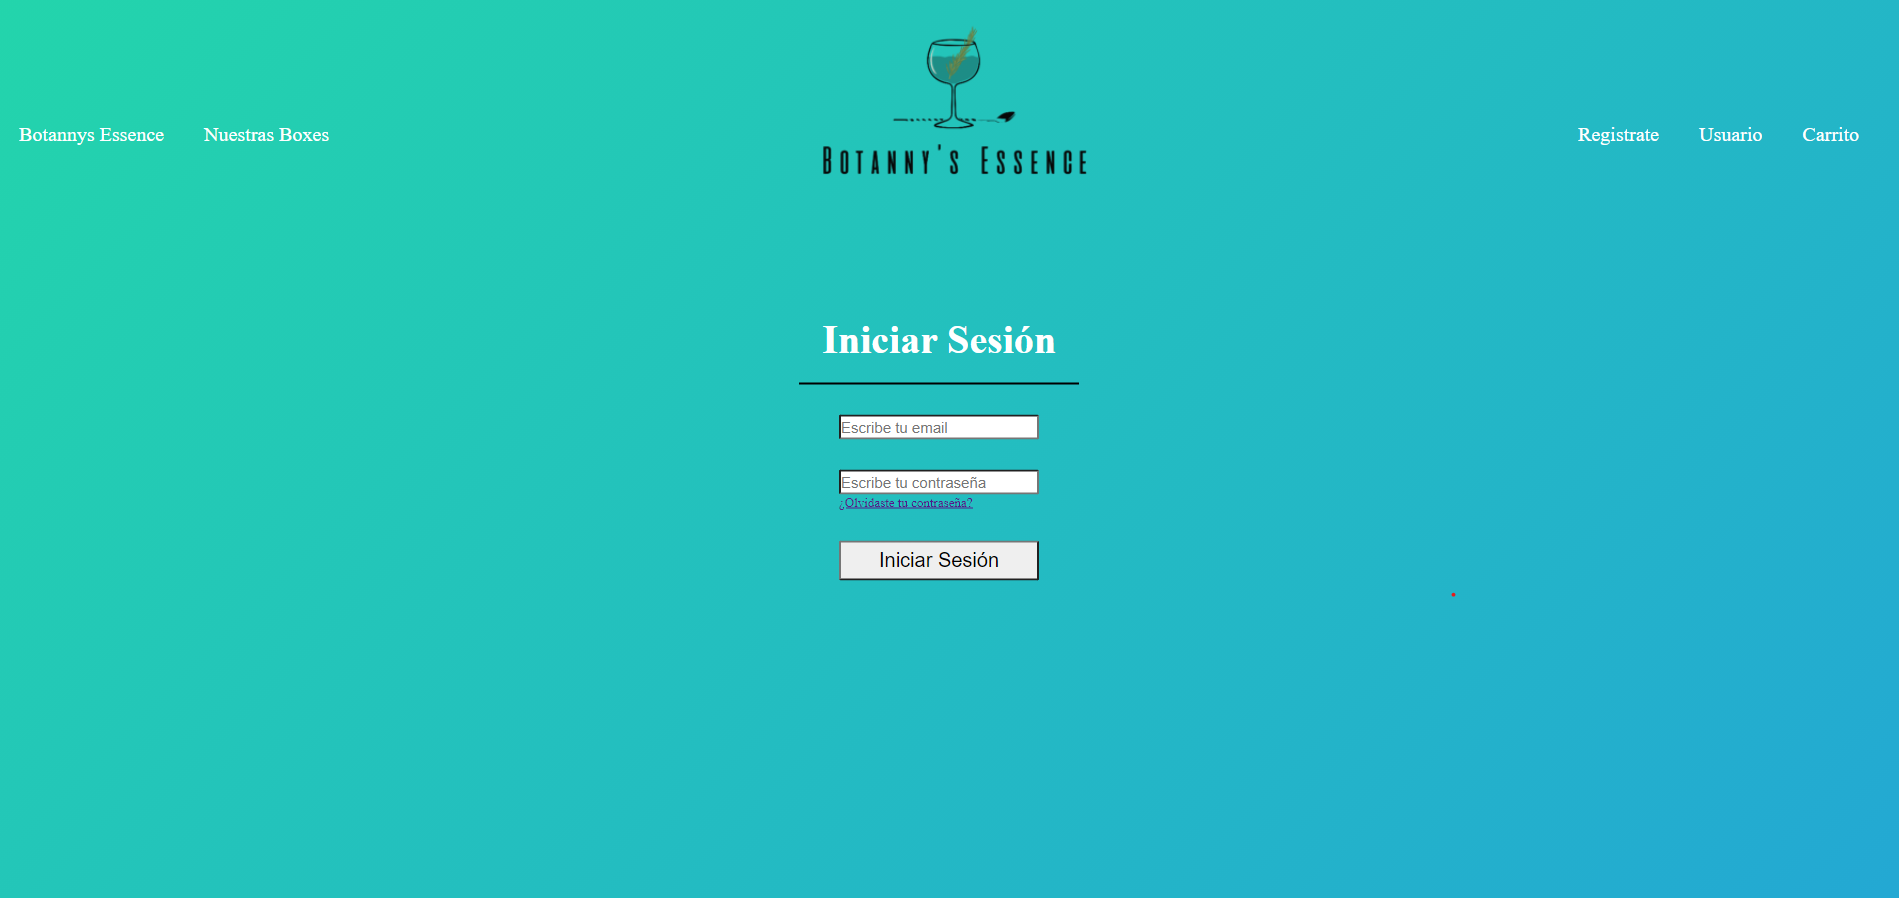 Botannys Essence
Nuestras Boxes
BOTANNY'S ESSENCE
Registrate
Usuario
Carrito
Iniciar Sesión
Escribe tu email
Escribe tu contraseña
¿Olvidaste tu contraseña?
Iniciar Sesión